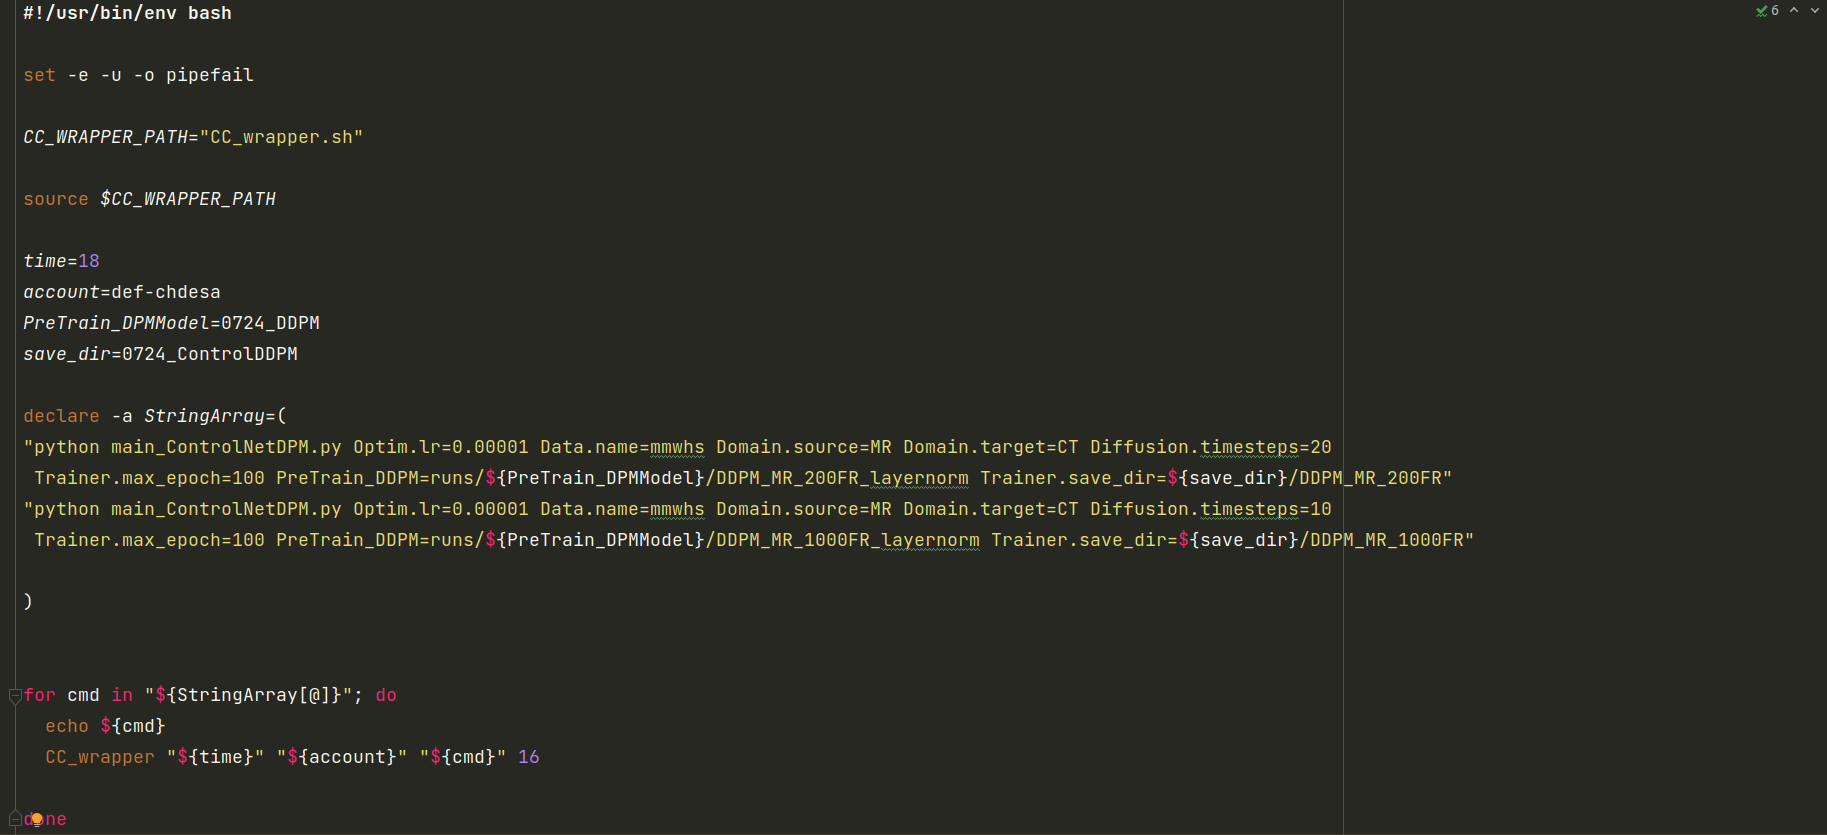 #!/usr/bin/env bash
6
set -e -u -o pipefail
CC_WRAPPER_PATH="CC_wrapper.sh"
source $CC_WRAPPER_PATH
time=18
account=def-chdesa
PreTrain_DPMModel=0724_DDPM
save_dir=0724_ControlDDPM
declare -a StringArray=(
"python main_ControlNetDPM.py Optim.lr=0.00001 Data.name=mmwhs Domain.source=MR Domain.target=CT Diffusion.timesteps=20
 Trainer.max_epoch=100 PreTrain_DDPM=runs/${PreTrain_DPMModel}/DDPM_MR_200FR_layernorm Trainer.save_dir=${save_dir}/DDPM_MR_200FR"
"python main_ControlNetDPM.py Optim.lr=0.00001 Data.name=mmwhs Domain.source=MR Domain.target=CT Diffusion.timesteps=10
 Trainer.max_epoch=100 PreTrain_DDPM=runs/${PreTrain_DPMModel}/DDPM_MR_1000FR_layernorm Trainer.save_dir=${save_dir}/DDPM_MR_1000FR"
)
for cmd in "${StringArray[@]}"; do
  echo ${cmd}
  CC_wrapper "${time}" "${account}" "${cmd}" 16
done